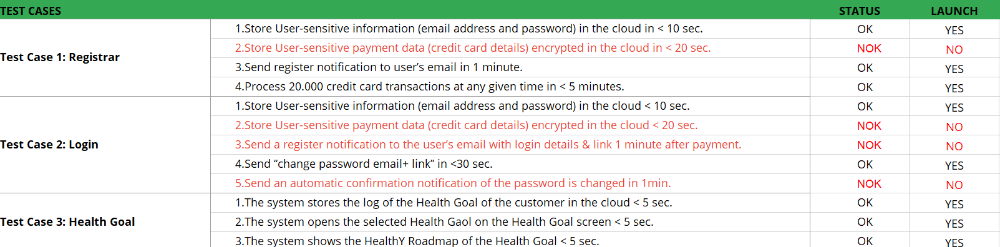 TEST CASES STATUS LAUNCH
1.Store User-sensitive information (email address and password) in the cloud in < 10 sec. OK YES
2.Store User-sensitive payment data (credit card details) encrypted in the cloud in < 20 sec. NOK NO
Test Case 1: Registrar
3.Send register notification to user’s email in 1 minute. OK YES
4.Process 20.000 credit card transactions at any given time in < 5 minutes. OK YES
1.Store User-sensitive information (email address and password) in the cloud < 10 sec. OK YES
2.Store User-sensitive payment data (credit card details) encrypted in the cloud < 20 sec. NOK NO
Test Case 2: Login 3.Send a register notification to the user’s email with login details & link 1 minute after payment. NOK NO
4.Send “change password email+ link” in <30 sec. OK YES
5.Send an automatic confirmation notification of the password is changed in 1min. NOK NO
1.The system stores the log of the Health Goal of the customer in the cloud < 5 sec. OK YES
Test Case 3: Health Goal 2.The system opens the selected Health Gaol on the Health Goal screen < 5 sec. OK YES
3.The system shows the HealthY Roadmap of the Health Goal < 5 sec. OK YES